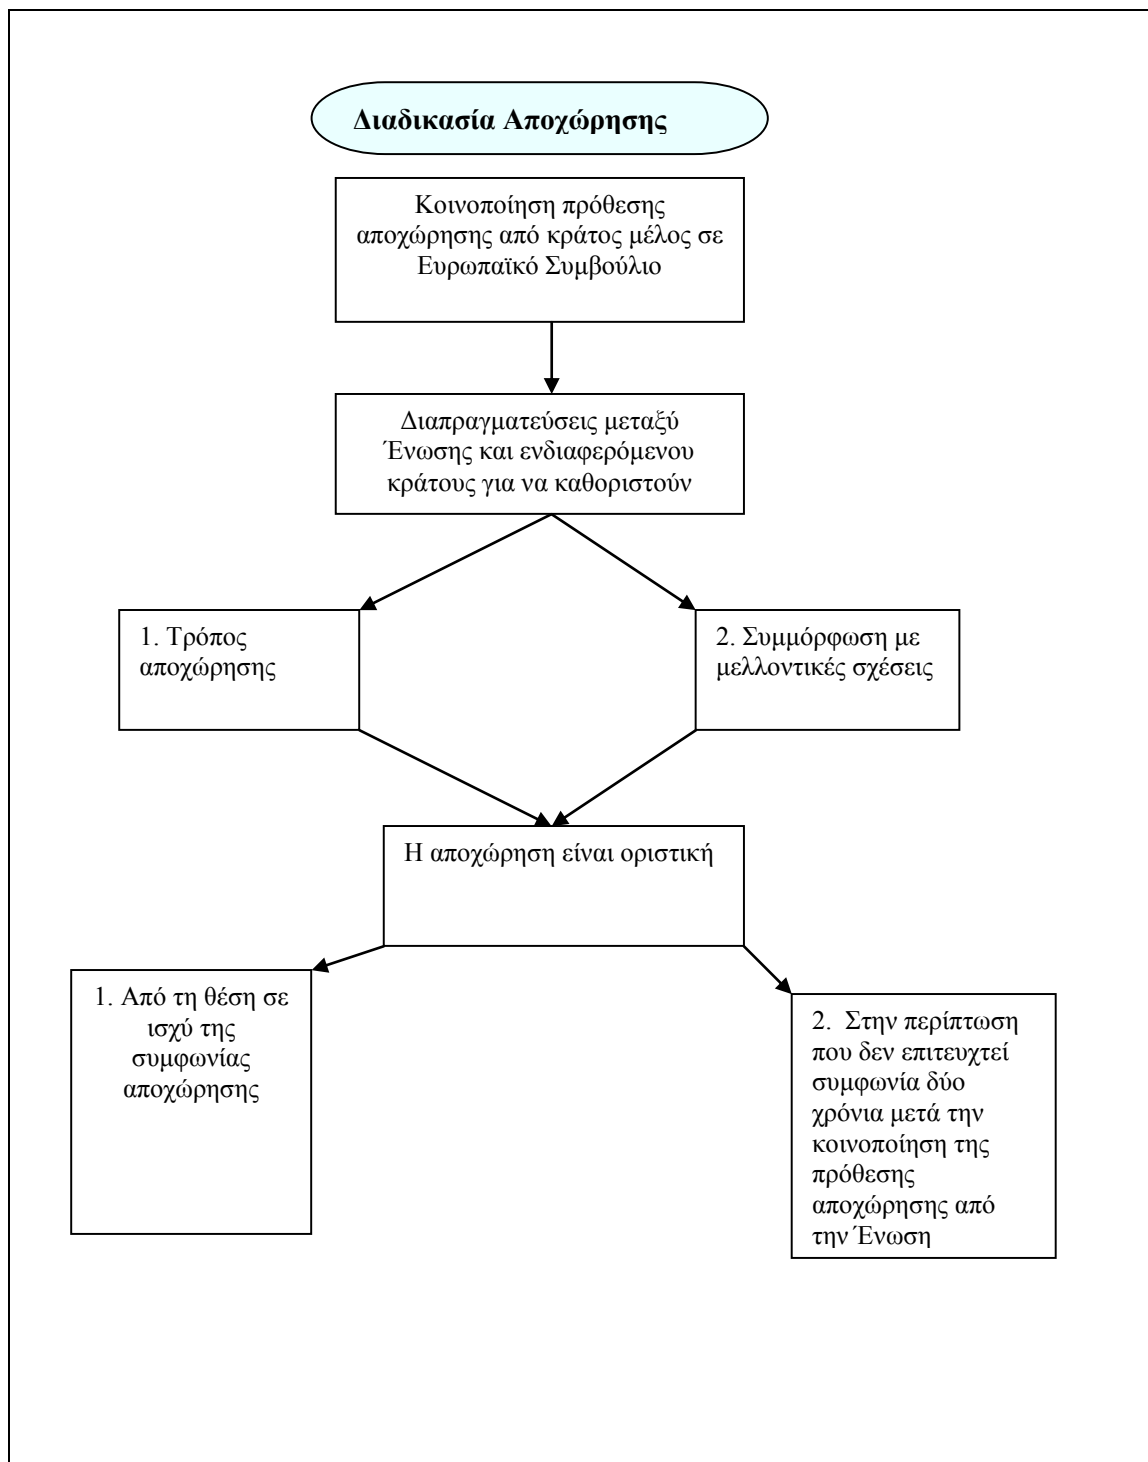 Διαδικασία Αποχώρησης
Κοινοποίηση πρόθεσης
αποχώρησης από κράτος μέλος σε
Ευρωπαϊκό Συμβούλιο
Διαπραγματεύσεις μεταξύ
Ένωσης και ενδιαφερόμενου
κράτους για να καθοριστούν
1. Τρόπος
αποχώρησης
2. Συμμόρφωση με
μελλοντικές σχέσεις
Η αποχώρηση είναι οριστική
1. Από τη θέση σε
ισχύ της
συμφωνίας
αποχώρησης
2. Στην περίπτωση
που δεν επιτευχτεί
συμφωνία δύο
χρόνια μετά την
κοινοποίηση της
πρόθεσης
αποχώρησης από
την Ένωση